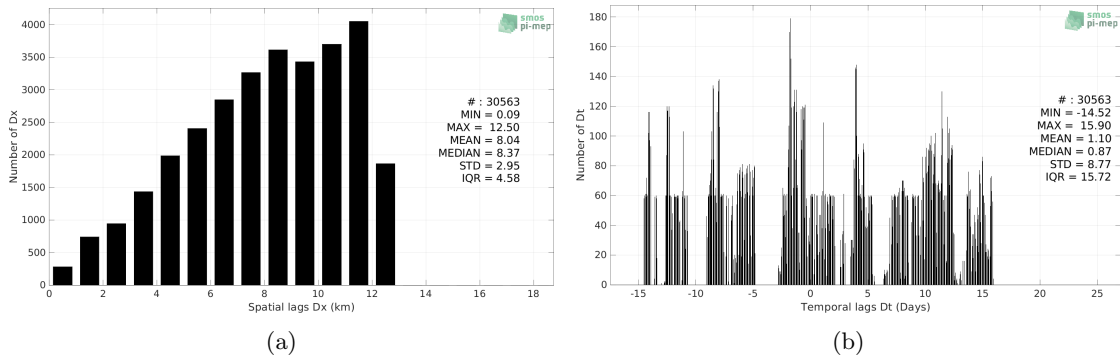 4000
3500
3000
2500
2000
1500
1000
500
0
Number of Dx
0 2 4 6 8 10 12 14 16 18
Spatial lags Dx (km)
smos
pi-mep
# : 30563
MIN = 0.09
MAX = 12.50
MEAN = 8.04
MEDIAN = 8.37
STD = 2.95
IQR = 4.58
(a)
180
160
140
120
100
80
60
40
20
0
Number of Dt
-15 -10 -5 0 5 10 15 20 25
Temporal lags Dt (Days)
smos
pi-mep
# : 30563
MIN = -14.52
MAX = 15.90
MEAN = 1.10
MEDIAN = 0.87
STD = 8.77
IQR = 15.72
(b)